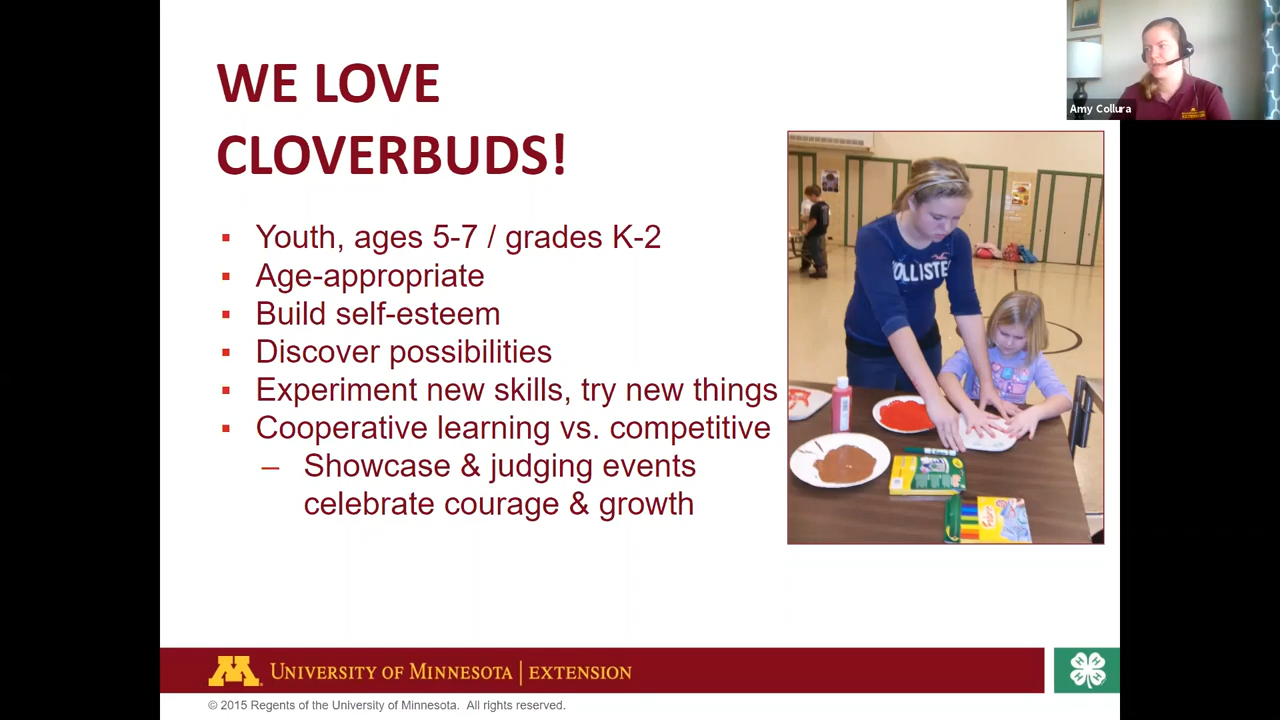 WE LOVE
CLOVERBUDS!
Youth, ages 5-7 / grades K-2
Age-appropriate
Build self-esteem
Discover possibilities
Experiment new skills, try new things
Cooperative learning vs. competitive
– Showcase & judging events
celebrate courage & growth
Amy Collura
EXTENSION
OLLISTE
M UNIVERSITY OF MINNESOTA | EXTENSION
H H H H
© 2015 Regents of the University of Minnesota. All rights reserved.